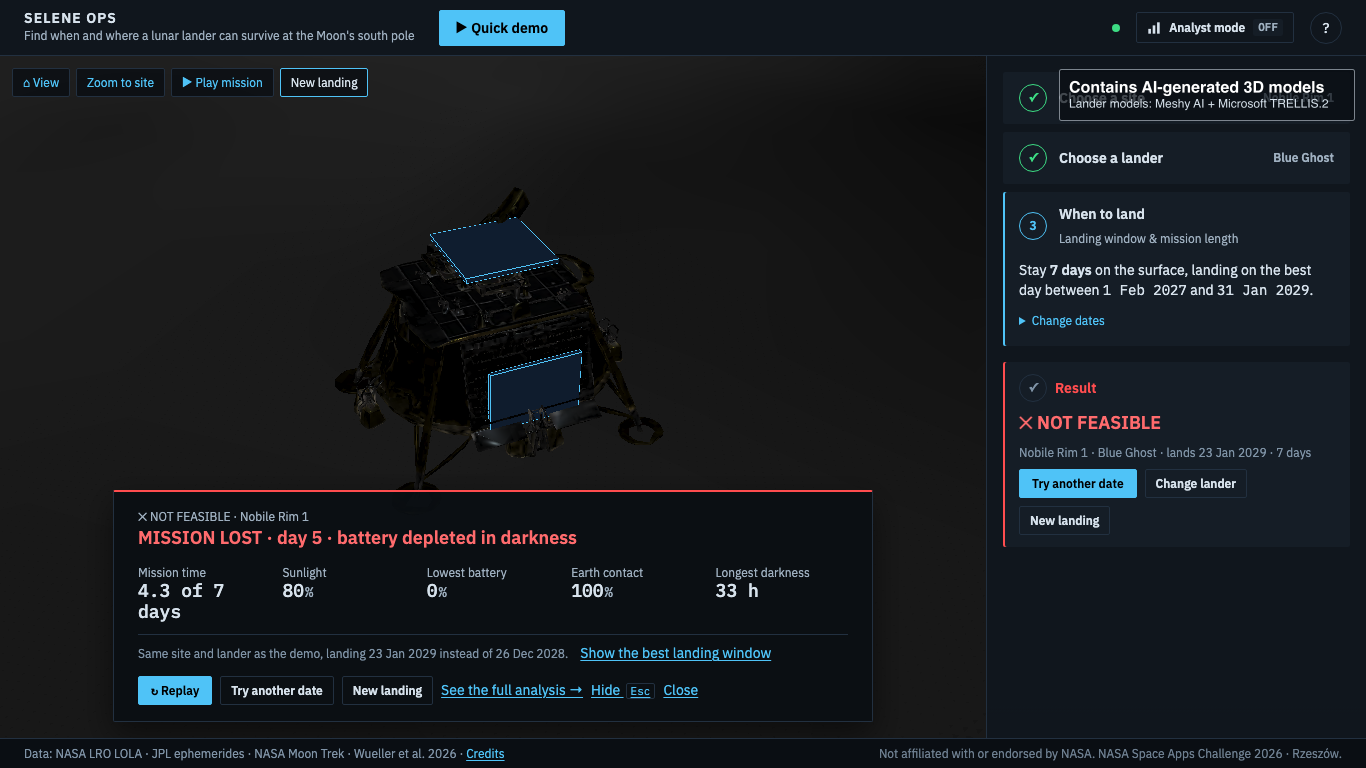 SELENE OPS
Find when and where a lunar lander can survive at the Moon's south pole
▶ Quick demo
Analyst mode OFF
?
⌂ View
Zoom to site
▶ Play mission
New landing
Contains AI-generated 3D models
Lander models: Meshy AI + Microsoft TRELLIS.2
✓ Choose a site Nobile Rim 1
✓ Choose a lander Blue Ghost
3 When to land
Landing window & mission length
Stay 7 days on the surface, landing on the best
day between 1 Feb 2027 and 31 Jan 2029.
▶ Change dates
✓ Result
✕ NOT FEASIBLE
Nobile Rim 1 · Blue Ghost · lands 23 Jan 2029 · 7 days
Try another date
Change lander
New landing
✕ NOT FEASIBLE · Nobile Rim 1
MISSION LOST · day 5 · battery depleted in darkness
Mission time Sunlight Lowest battery Earth contact Longest darkness
4.3 of 7 80% 0% 100% 33 h
days
Same site and lander as the demo, landing 23 Jan 2029 instead of 26 Dec 2028. Show the best landing window
↻ Replay Try another date New landing See the full analysis → Hide Esc Close
Data: NASA LRO LOLA · JPL ephemerides · NASA Moon Trek · Wueller et al. 2026 · Credits
Not affiliated with or endorsed by NASA. NASA Space Apps Challenge 2026 · Rzeszów.